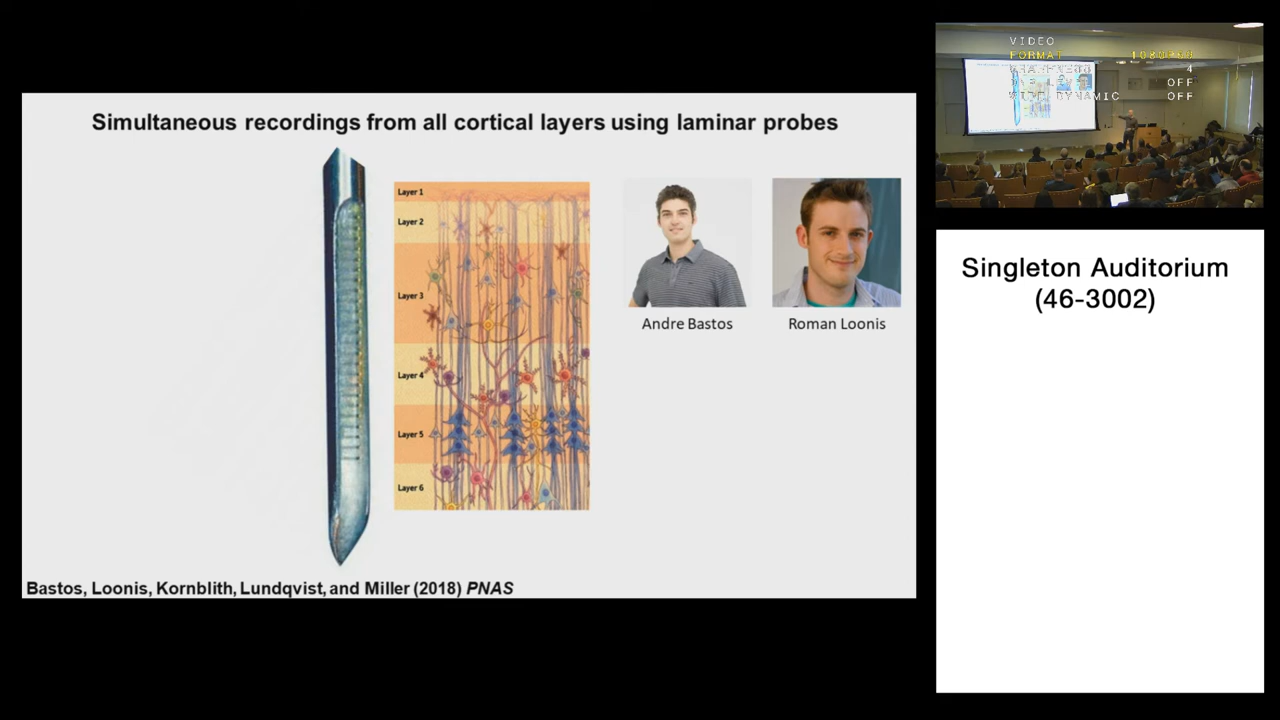 Simultaneous recordings from all cortical layers using laminar probes
Layer 1
Layer 2
Layer 3
Layer 4
Layer 5
Layer 6
Andre Bastos
Roman Loonis
Bastos, Loonis, Kornblith, Lundqvist, and Miller (2018) PNAS
VIDEO
FORMAT
4
OFF
DYNAMIC OFF
Singleton Auditorium
(46-3002)